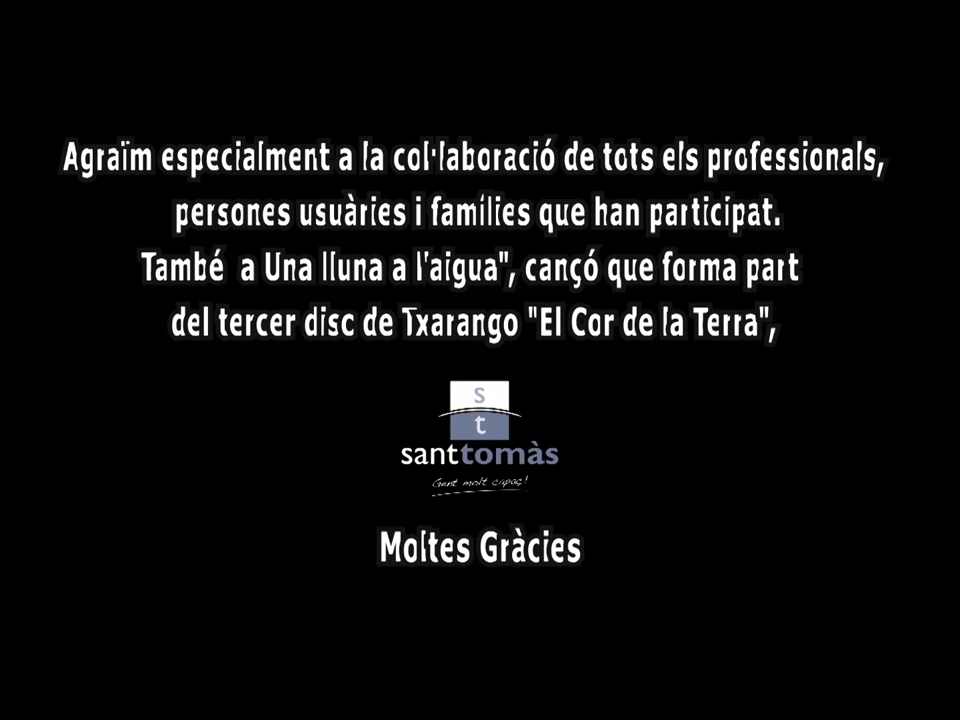 Agraïm especialment a la col·laboració de tots els professionals,
persones usuàries i famílies que han participat.
També a Una lluna a l'aigua", cançó que forma part
del tercer disc de Txarango "El Cor de la Terra",
s
t
santtomàs
Gent molt capaç!
Moltes Gràcies